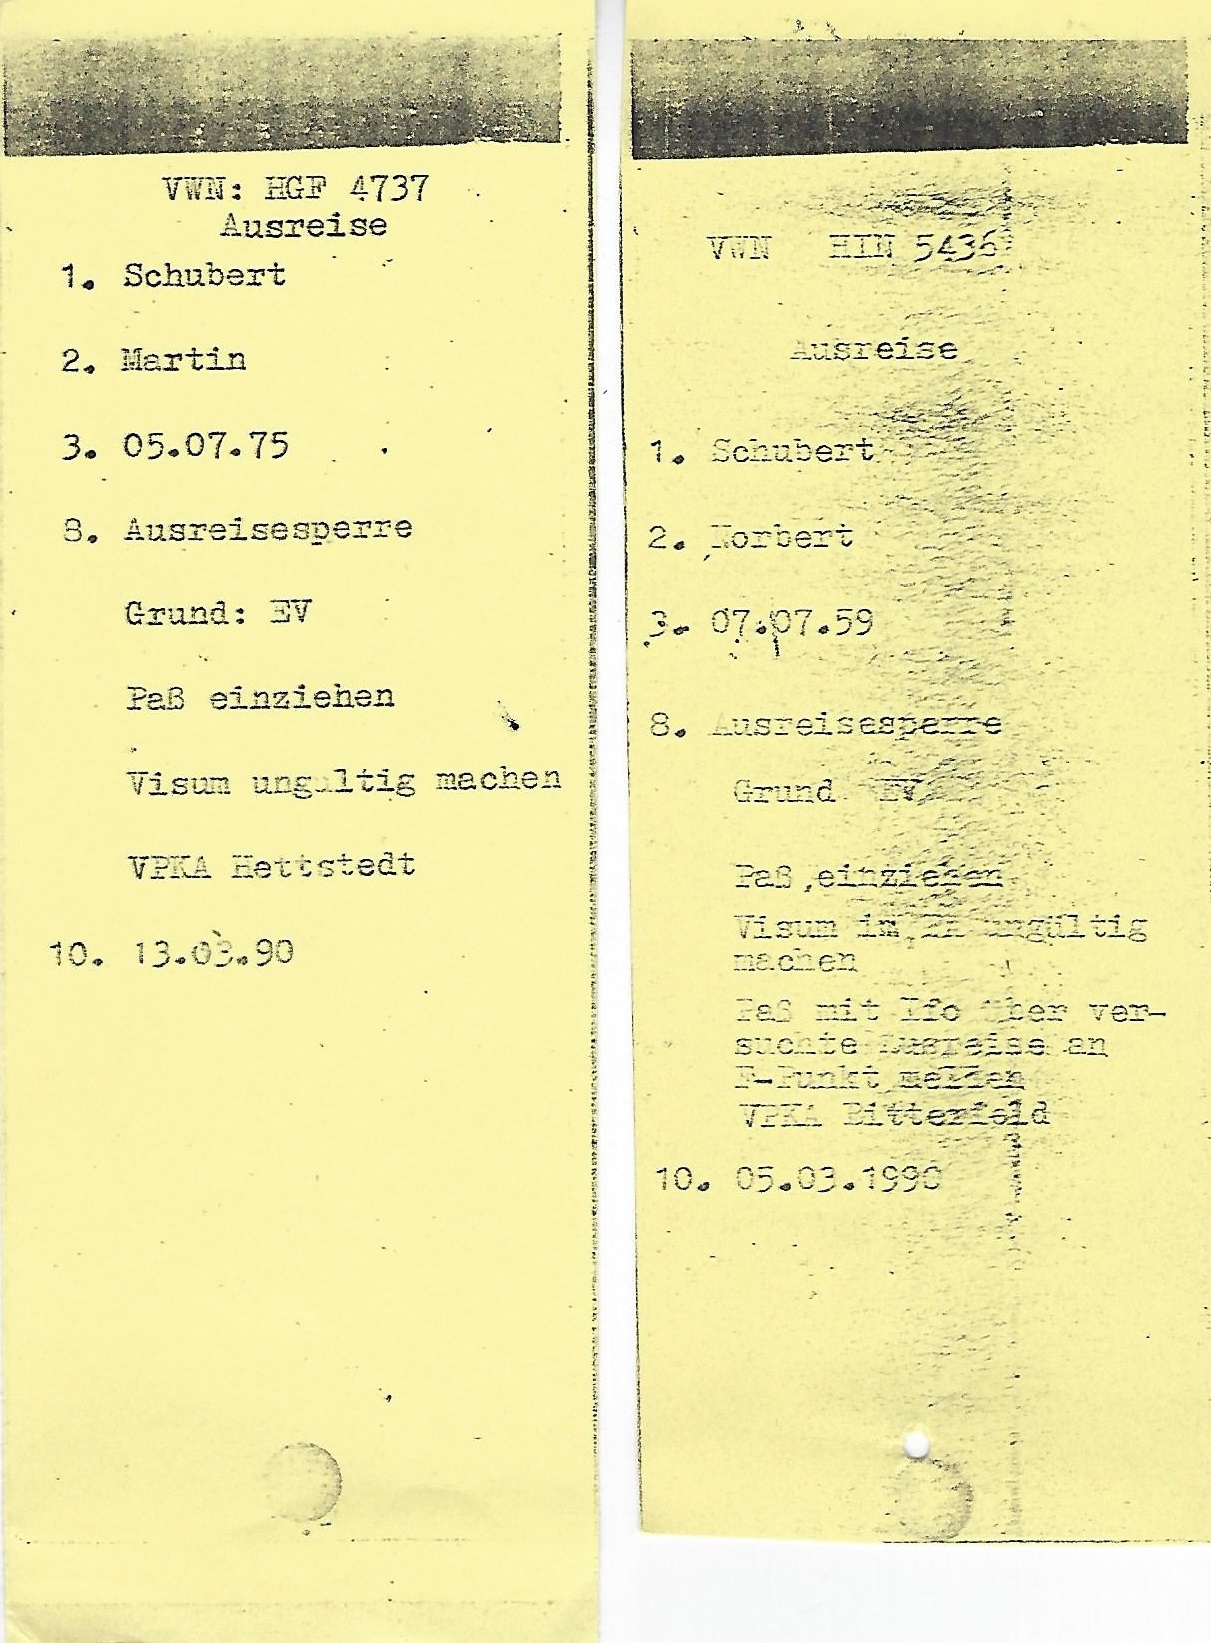 VWN: HGF 4737
Ausreise
1. Schubert
2. Martin
3. 05.07.75
8. Ausreisesperre
Grund: EV
Paß einziehen
Visum ungültig machen
VPKA Hettstedt
10. 13.03.90
VWN HIN 5436
Ausreise
1. Schubert
2. Norbert
3. 07.07.59
8. Ausreisesperre
Grund EV
Paß einziehen
Visum im ungültig
machen
Paß mit Ifo über ver-
suchte Ausreise an
F-Punkt melden
VPKA Bitterfeld
10. 05.03.1990